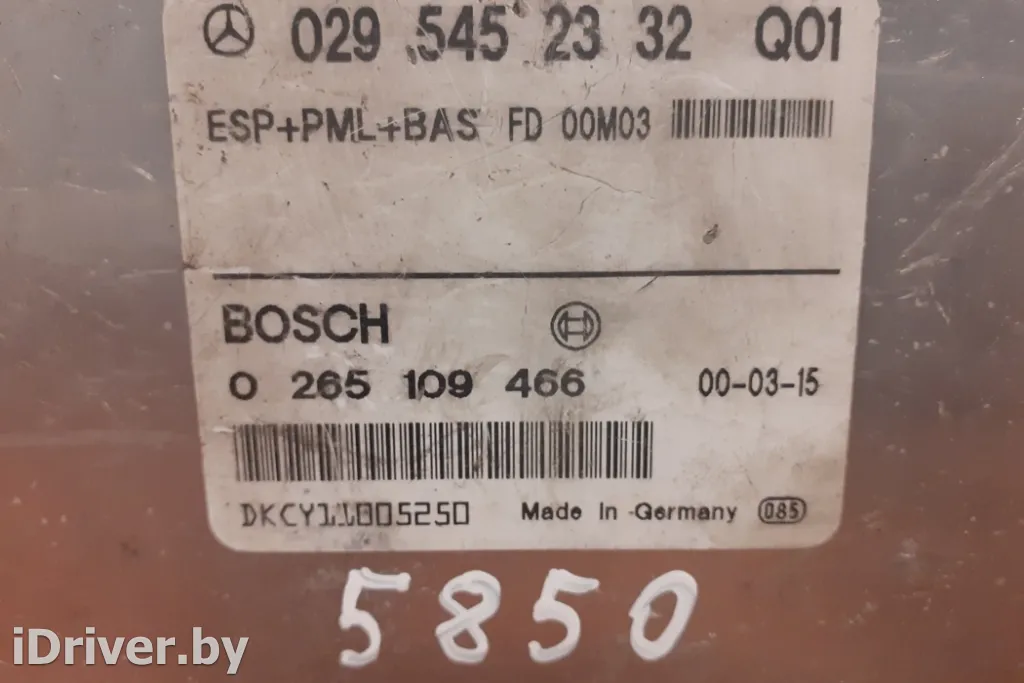 029 545 23 32 Q01
ESP+PML+BAS FD 00M03
BOSCH
0 265 109 466 00-03-15
DKCY11005250 Made In Germany 085
5850
iDriver.by